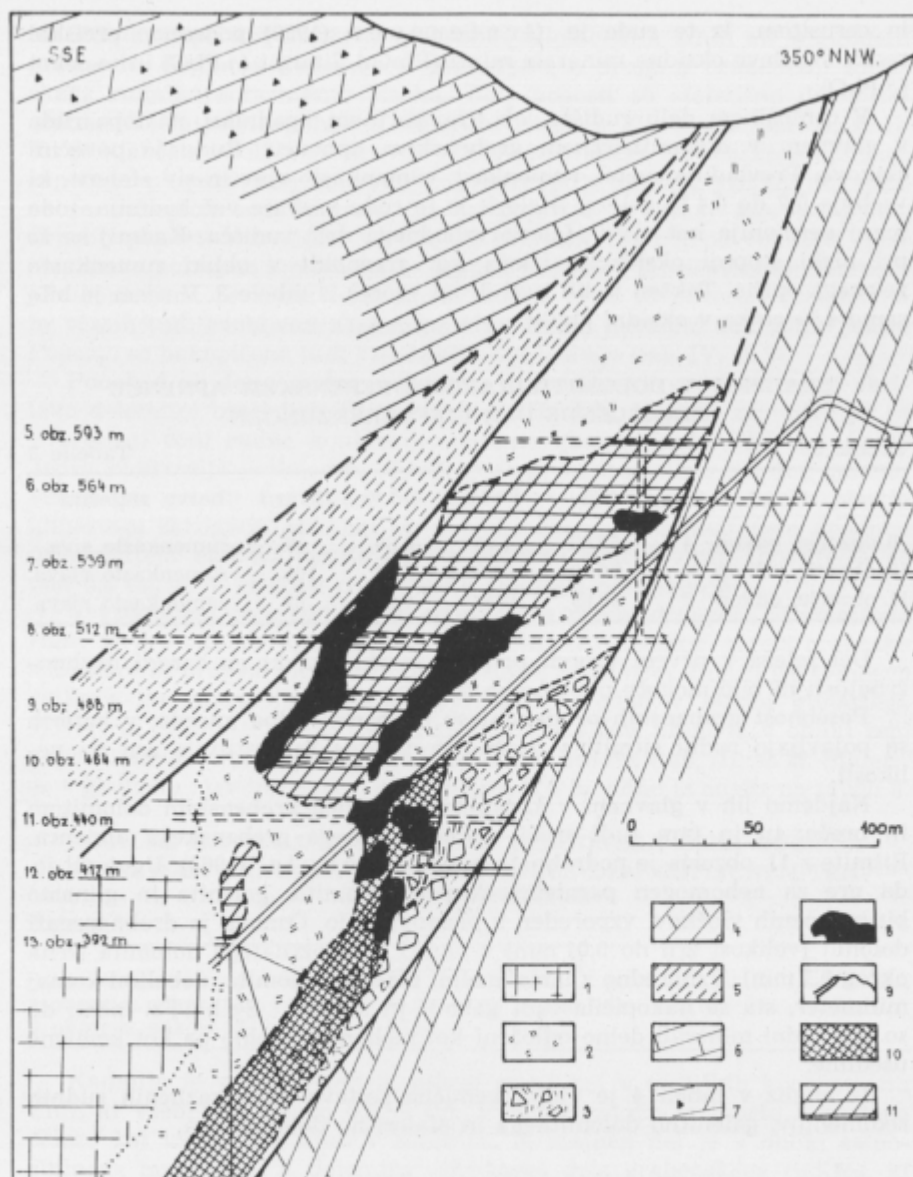 SSE 350° NNW.
5. obz. 593 m
6. obz. 564 m
7. obz. 539 m
8. obz. 512 m
9. obz. 488 m
10. obz. 464 m
11. obz. 440 m
12. obz. 417 m
13. obz. 392 m
0 50 100 m
4 8
1 5 9
2 6 10
3 7 11